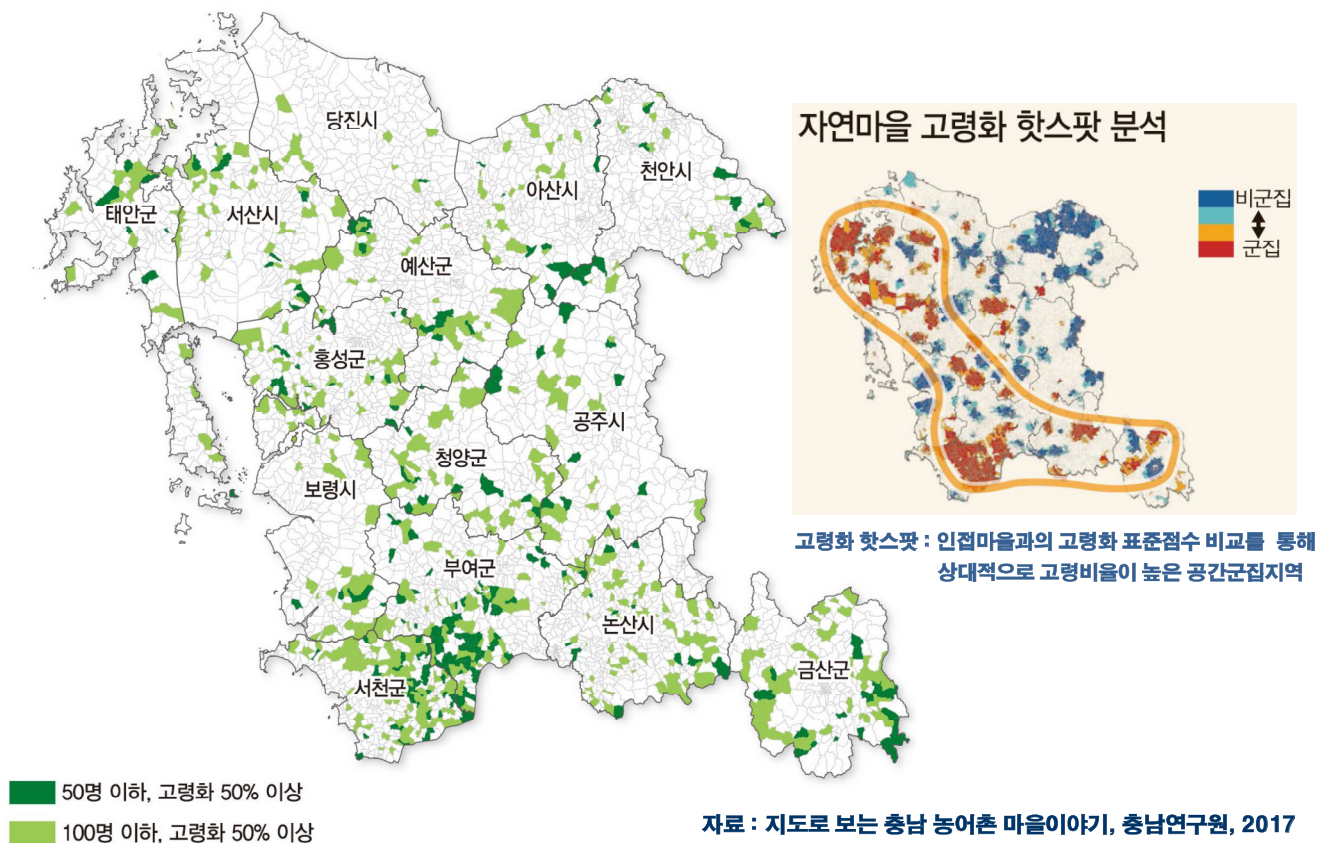 당진시
아산시
천안시
태안군
서산시
예산군
홍성군
공주시
청양군
보령시
부여군
논산시
서천군
금산군
50명 이하, 고령화 50% 이상
100명 이하, 고령화 50% 이상
자연마을 고령화 핫스팟 분석
비군집
군집
고령화 핫스팟 : 인접마을과의 고령화 표준점수 비교를 통해
상대적으로 고령비율이 높은 공간군집지역
자료 : 지도로 보는 충남 농어촌 마을이야기, 충남연구원, 2017